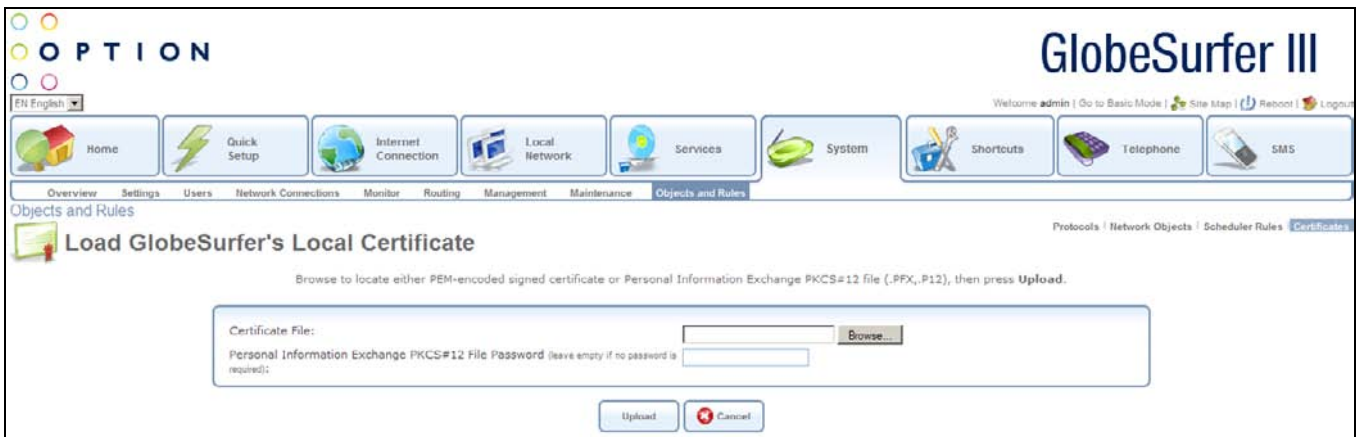 OPTION
GlobeSurfer III
EN English
Welcome admin | Go to Basic Mode | Site Map | Reboot | Logout
Home
Quick Setup
Internet Connection
Local Network
Services
System
Shortcuts
Telephone
SMS
Overview Settings Users Network Connections Monitor Routing Management Maintenance Objects and Rules
Objects and Rules
Protocols | Network Objects | Scheduler Rules | Certificates
Load GlobeSurfer's Local Certificate
Browse to locate either PEM-encoded signed certificate or Personal Information Exchange PKCS#12 file (.PFX,.P12), then press Upload.
Certificate File:
Browse...
Personal Information Exchange PKCS#12 File Password (leave empty if no password is
required):
Upload
Cancel